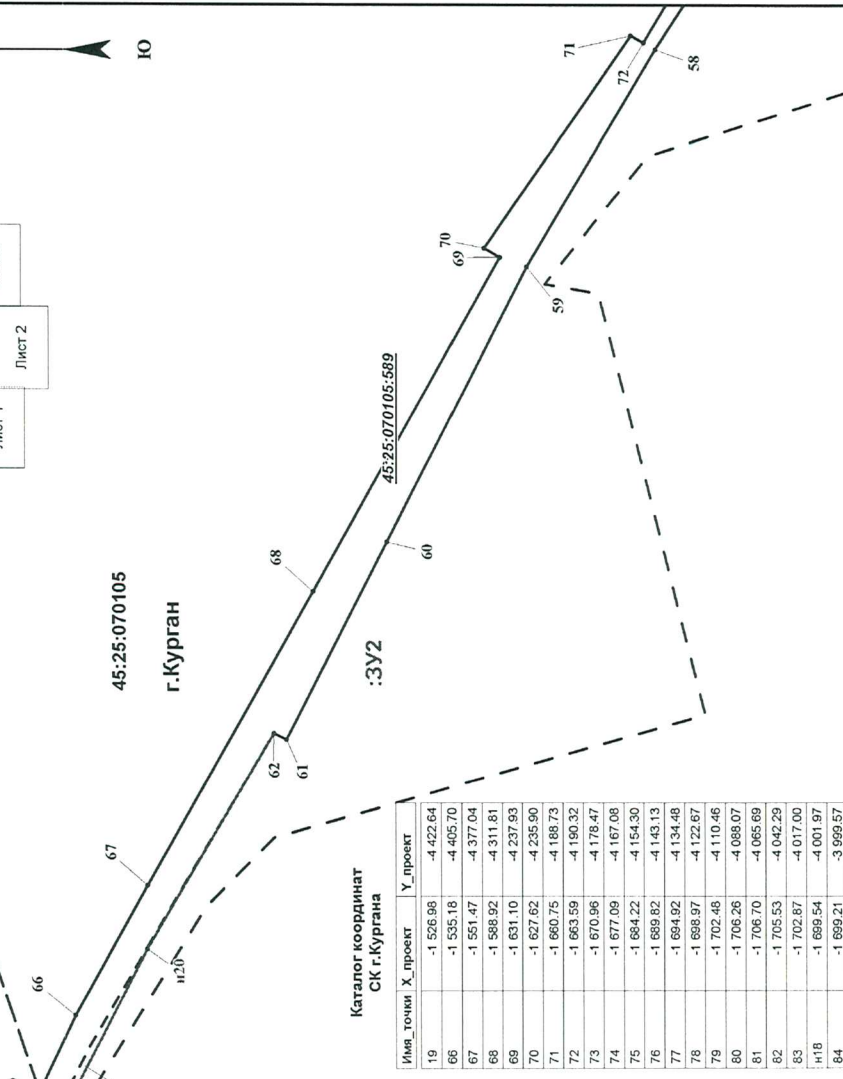 Ю
Лист 2
71
72
58
70
69
59
45:25:070105:589
68
60
45:25:070105
г.Курган
:ЗУ2
62
61
67
н20
66
Каталог координат
СК г.Кургана
Имя_точки X_проект Y_проект
19 -1 526.98 -4 422.64
66 -1 535.18 -4 405.70
67 -1 551.47 -4 377.04
68 -1 588.92 -4 311.81
69 -1 631.10 -4 237.93
70 -1 627.62 -4 235.90
71 -1 660.75 -4 188.73
72 -1 663.59 -4 190.32
73 -1 670.96 -4 178.47
74 -1 677.09 -4 167.08
75 -1 684.22 -4 154.30
76 -1 689.82 -4 143.13
77 -1 694.92 -4 134.48
78 -1 698.97 -4 122.67
79 -1 702.48 -4 110.46
80 -1 706.26 -4 088.07
81 -1 706.70 -4 065.69
82 -1 705.53 -4 042.29
83 -1 702.87 -4 017.00
н18 -1 699.54 -4 001.97
84 -1 699.21 -3 999.57